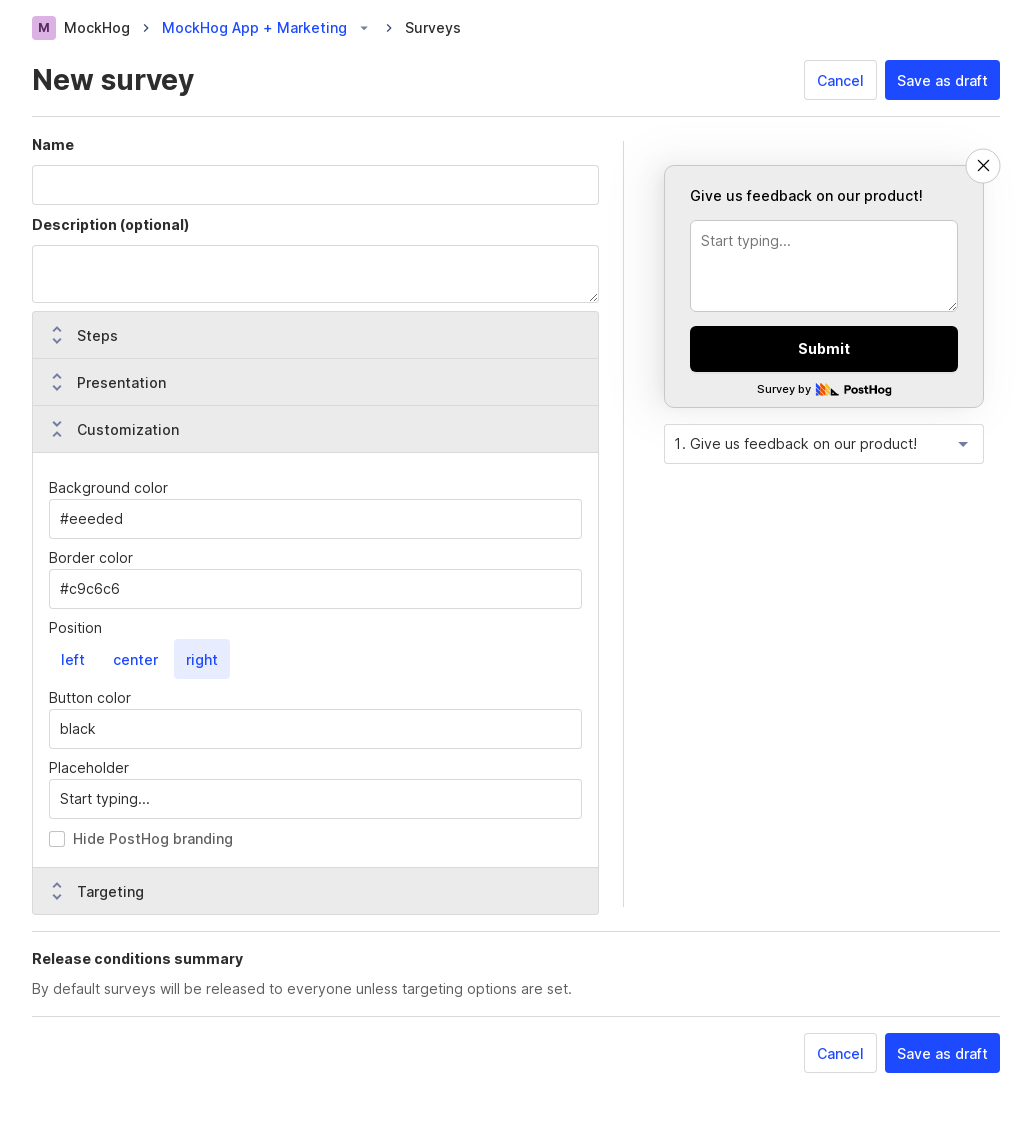 M MockHog MockHog App + Marketing Surveys
New survey
Cancel Save as draft
Name
Description (optional)
Steps
Presentation
Customization
Background color
#eeeded
Border color
#c9c6c6
Position
left center right
Button color
black
Placeholder
Start typing...
Hide PostHog branding
Targeting
Give us feedback on our product!
Start typing...
Submit
Survey by PostHog
1. Give us feedback on our product!
Release conditions summary
By default surveys will be released to everyone unless targeting options are set.
Cancel Save as draft